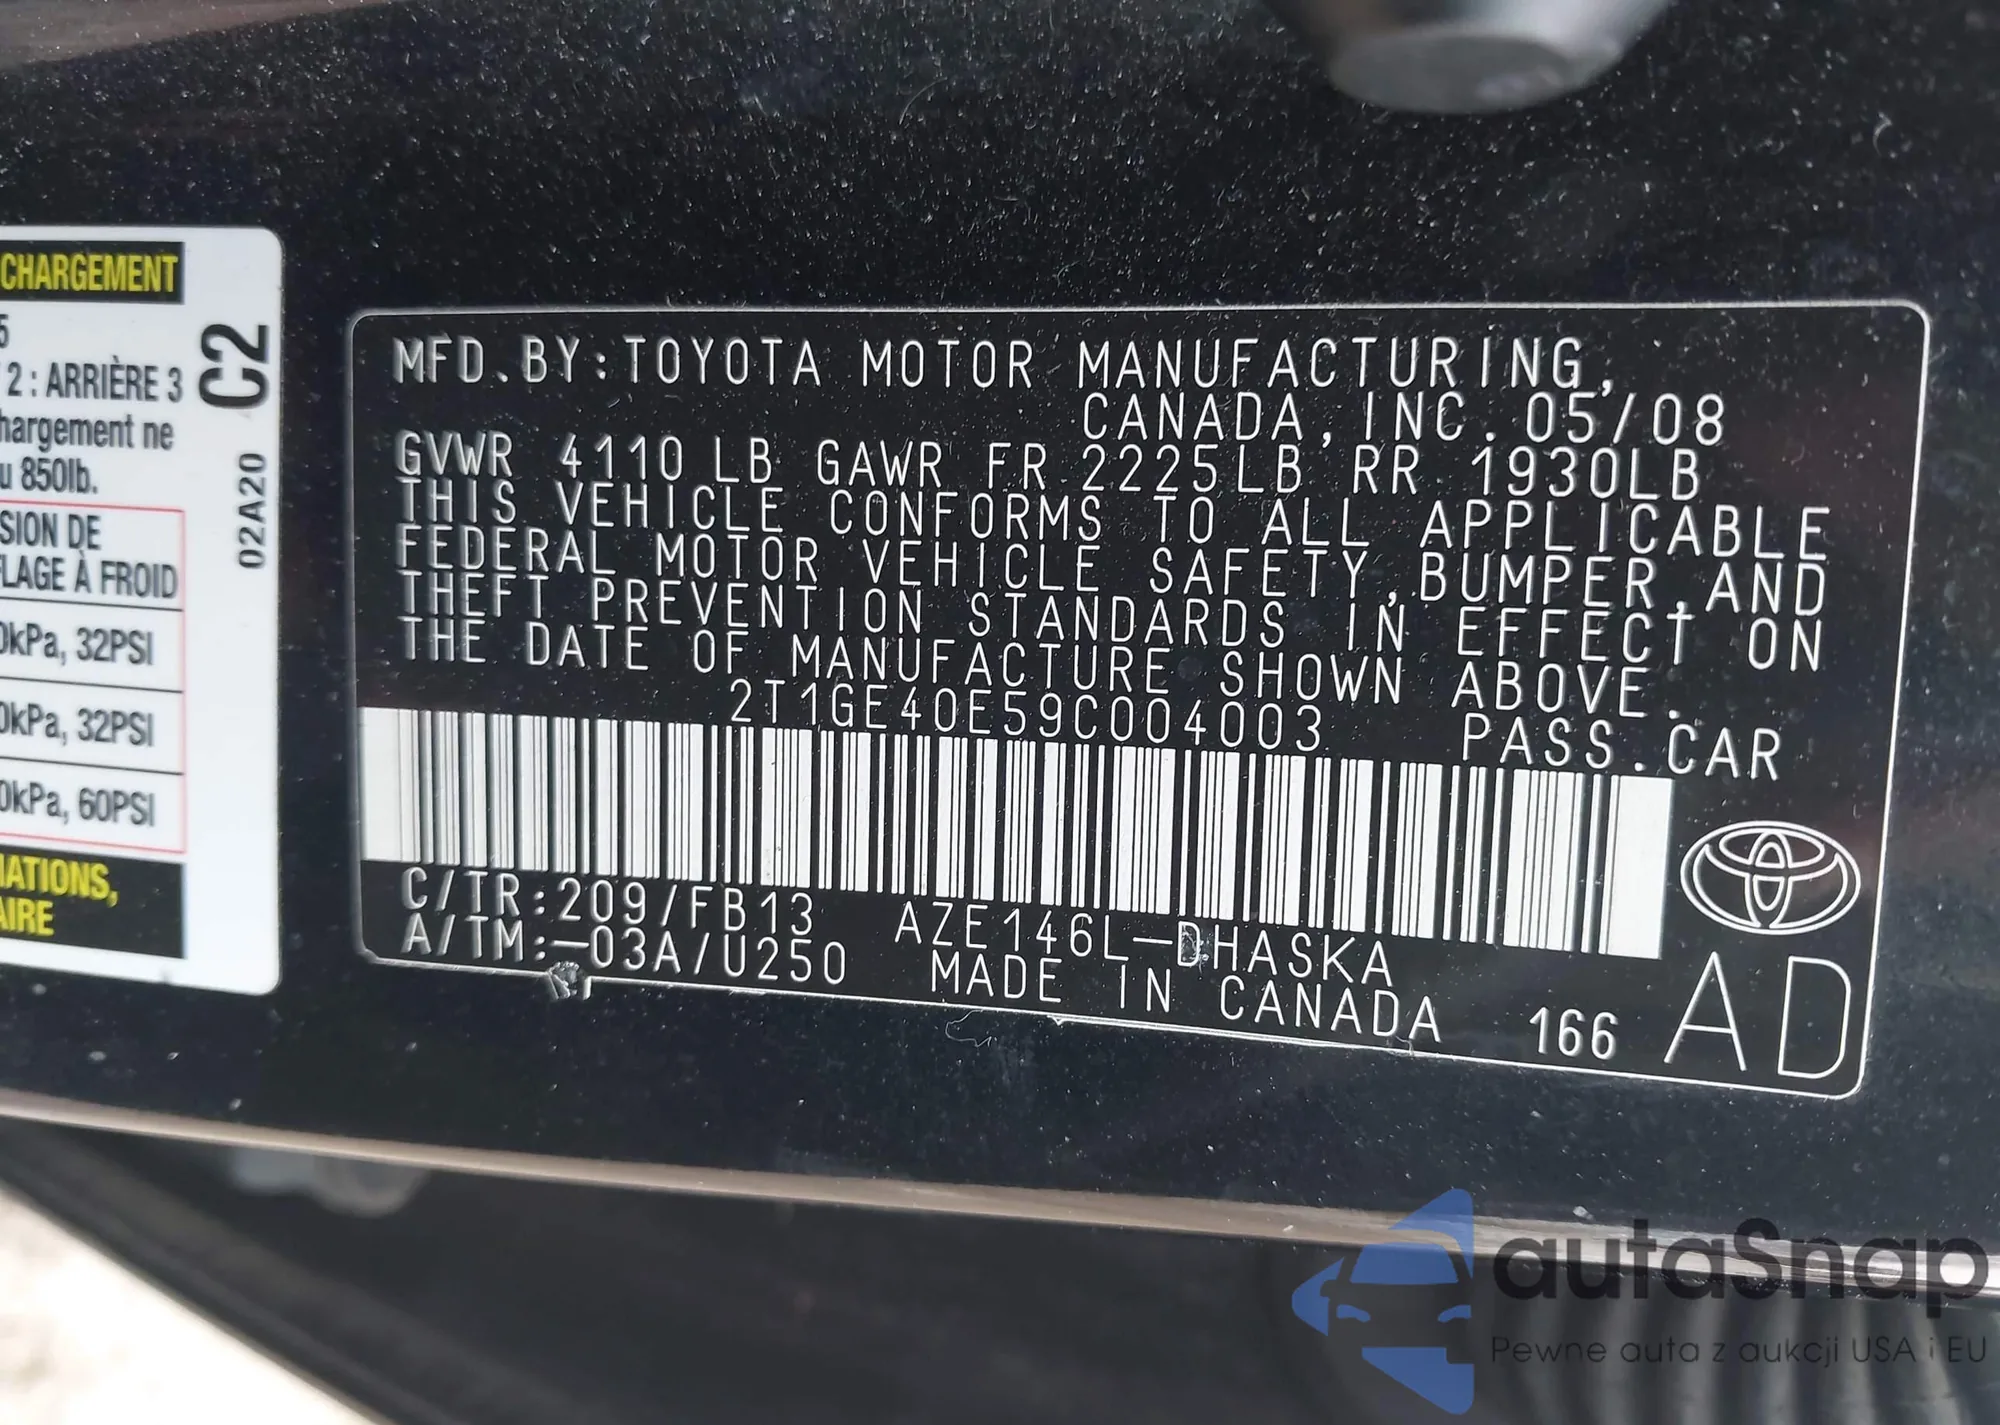 CHARGEMENT
5
2 : ARRIÈRE 3
hargement ne
u 850lb.
SION DE
FLAGE À FROID
0kPa, 32PSI
0kPa, 32PSI
0kPa, 60PSI
MATIONS,
AIRE
C2
02A20
MFD.BY:TOYOTA MOTOR MANUFACTURING,
CANADA, INC. 05/08
GVWR 4110 LB GAWR FR 2225LB RR 1930LB
THIS VEHICLE CONFORMS TO ALL APPLICABLE
FEDERAL MOTOR VEHICLE SAFETY,BUMPER,AND
THEFT PREVENTION STANDARDS IN EFFECT ON
THE DATE OF MANUFACTURE SHOWN ABOVE.
2T1GE40E59C004003 PASS.CAR
C/TR:209/FB13 AZE146L-DHASKA
A/TM:-03A/U250 MADE IN CANADA 166
AD
autaSnap
Pewne auta z aukcji USA i EU